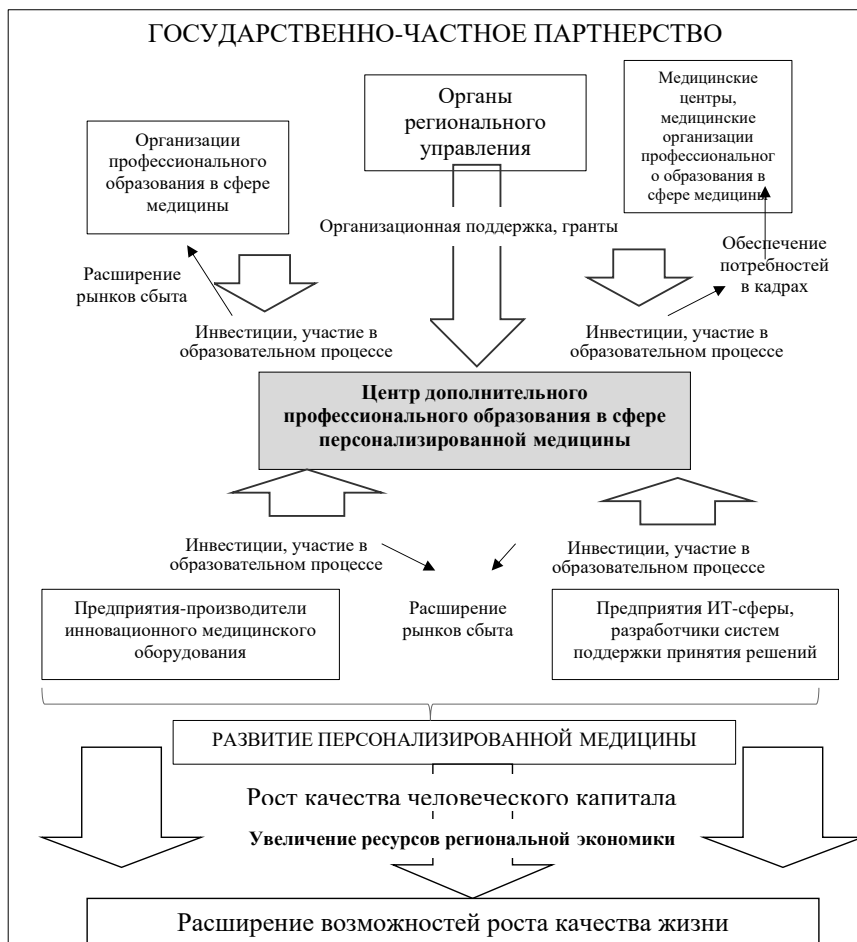 ГОСУДАРСТВЕННО-ЧАСТНОЕ ПАРТНЕРСТВО
Организации
профессионального
образования в сфере
медицины
Органы
регионального
управления
Медицинские
центры,
медицинские
организации
профессиональног
о образования в
сфере медицины
Организационная поддержка, гранты
Расширение
рынков сбыта
Обеспечение
потребностей
в кадрах
Инвестиции, участие в
образовательном процессе
Инвестиции, участие в
образовательном процессе
Центр дополнительного
профессионального образования в сфере
персонализированной медицины
Инвестиции, участие в
образовательном процессе
Инвестиции, участие в
образовательном процессе
Предприятия-производители
инновационного медицинского
оборудования
Расширение
рынков сбыта
Предприятия ИТ-сферы,
разработчики систем
поддержки принятия решений
РАЗВИТИЕ ПЕРСОНАЛИЗИРОВАННОЙ МЕДИЦИНЫ
Рост качества человеческого капитала
Увеличение ресурсов региональной экономики
Расширение возможностей роста качества жизни